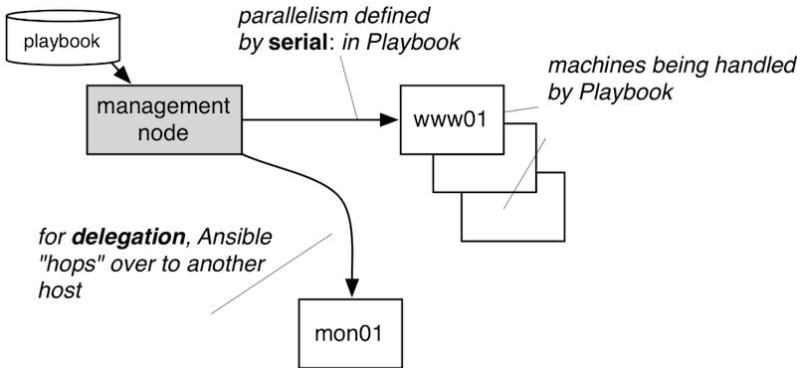 playbook
parallelism defined
by serial: in Playbook
machines being handled
by Playbook
management
node
www01
for delegation, Ansible
"hops" over to another
host
mon01